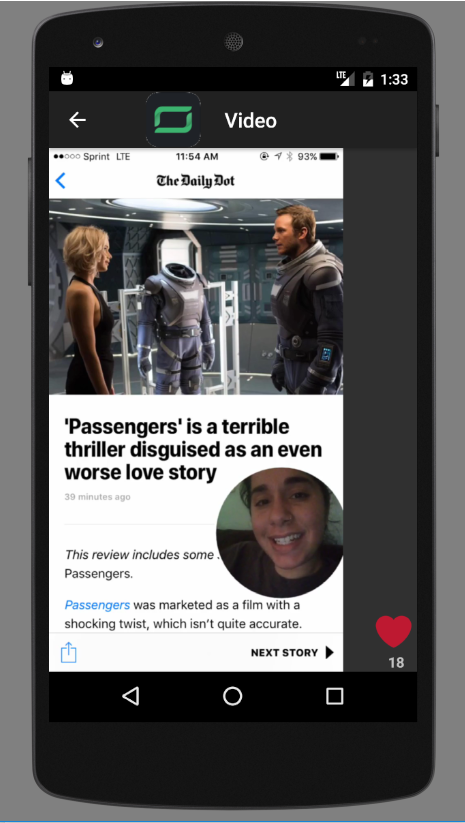 LTE 1:33
Video
Sprint LTE 11:54 AM 93%
The Daily Dot
'Passengers' is a terrible
thriller disguised as an even
worse love story
39 minutes ago
This review includes some
Passengers.
Passengers was marketed as a film with a
shocking twist, which isn't quite accurate.
NEXT STORY
18